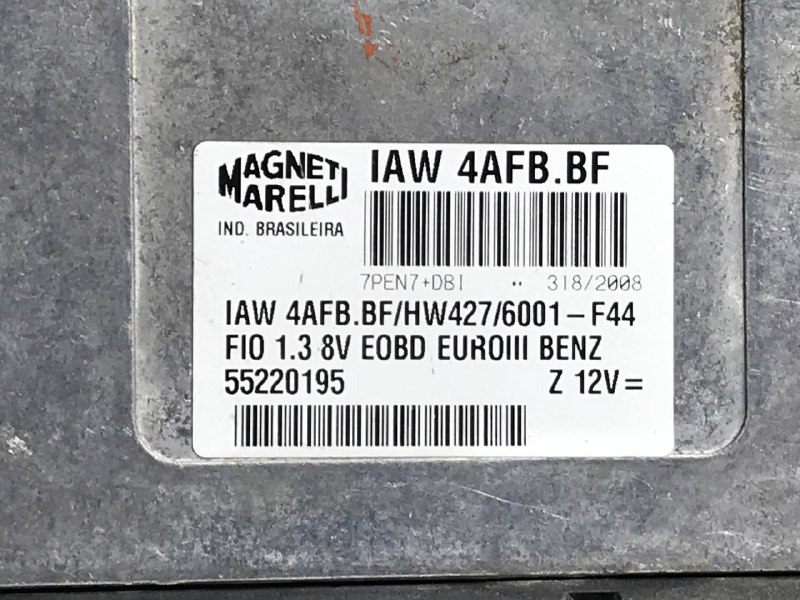 MAGNETI MARELLI
IND. BRASILEIRA
IAW 4AFB.BF
7PEN7+DBI 318/2008
IAW 4AFB.BF/HW427/6001-F44
FIO 1.3 8V EOBD EUROIII BENZ
55220195 Z 12V=